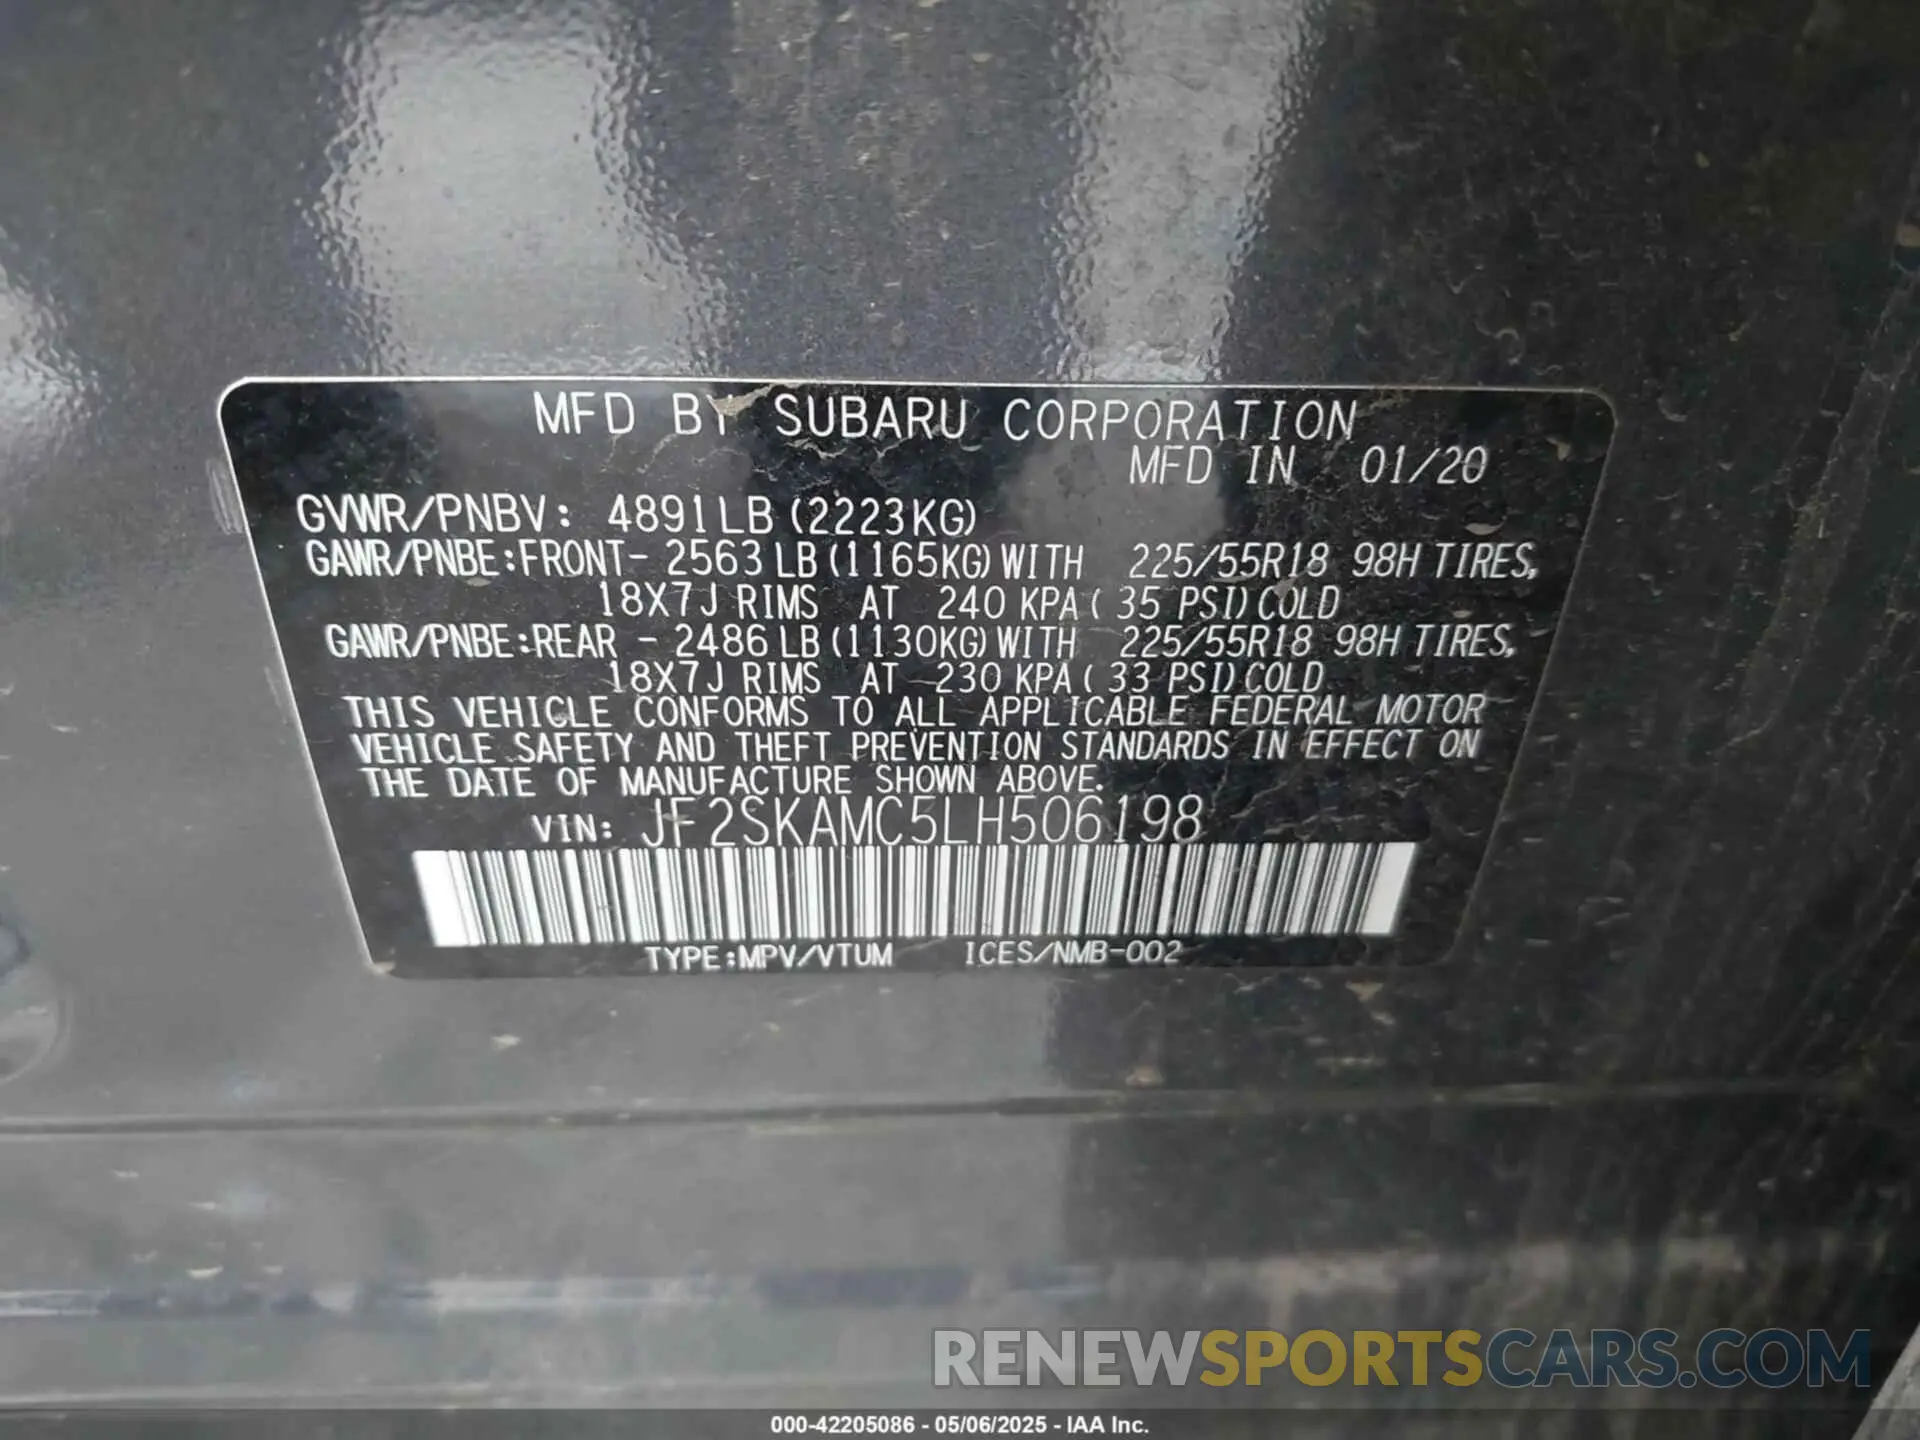 MFD BY SUBARU CORPORATION
MFD IN 01/20
GVWR/PNBV: 4891LB (2223KG)
GAWR/PNBE:FRONT- 2563 LB (1165KG) WITH 225/55R18 98H TIRES,
18X7J RIMS AT 240 KPA ( 35 PSI) COLD
GAWR/PNBE:REAR - 2486 LB (1130KG) WITH 225/55R18 98H TIRES,
18X7J RIMS AT 230 KPA ( 33 PSI) COLD
THIS VEHICLE CONFORMS TO ALL APPLICABLE FEDERAL MOTOR
VEHICLE SAFETY AND THEFT PREVENTION STANDARDS IN EFFECT ON
THE DATE OF MANUFACTURE SHOWN ABOVE.
VIN: JF2SKAMC5LH506198
TYPE:MPV/VTUM ICES/NMB-002
RENEWSPORTSCARS.COM
000-42205086 - 05/06/2025 - IAA Inc.